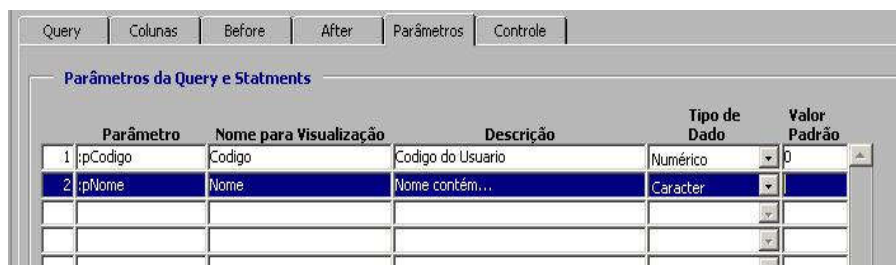 Query Colunas Before After Parâmetros Controle
Parâmetros da Query e Statments
Parâmetro Nome para Visualização Descrição Tipo de Dado Valor Padrão
1 :pCodigo Codigo Codigo do Usuario Numérico 0
2 :pNome Nome Nome contém... Caracter